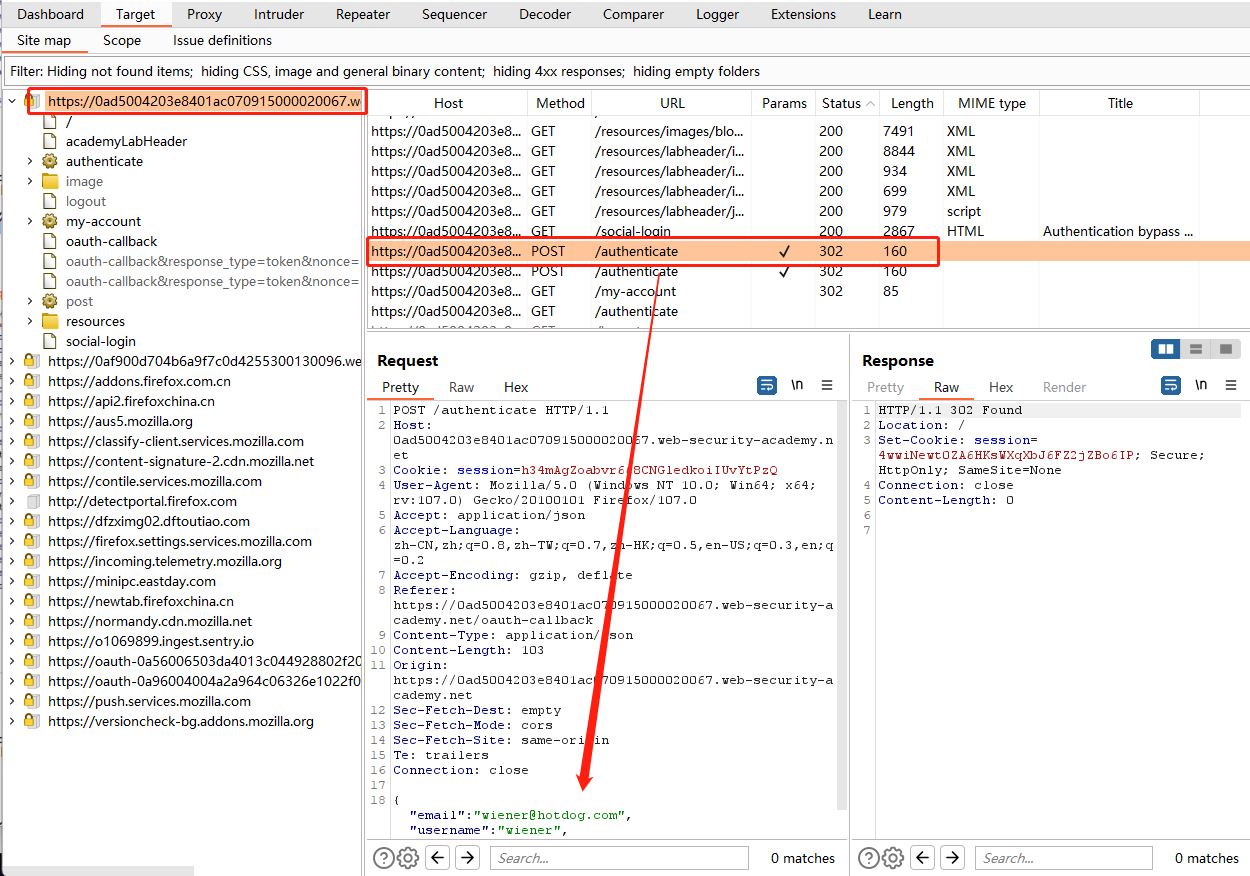 Dashboard Target Proxy Intruder Repeater Sequencer Decoder Comparer Logger Extensions Learn
Site map Scope Issue definitions
Filter: Hiding not found items; hiding CSS, image and general binary content; hiding 4xx responses; hiding empty folders
https://0ad5004203e8401ac070915000020067.we
/
academyLabHeader
authenticate
image
logout
my-account
oauth-callback
oauth-callback&response_type=token&nonce=
oauth-callback&response_type=token&nonce=
post
resources
social-login
https://0af900d704b6a9f7c0d4255300130096.we
https://addons.firefox.com.cn
https://api2.firefoxchina.cn
https://aus5.mozilla.org
https://classify-client.services.mozilla.com
https://content-signature-2.cdn.mozilla.net
https://contile.services.mozilla.com
http://detectportal.firefox.com
https://dfzximg02.dftoutiao.com
https://firefox.settings.services.mozilla.com
https://incoming.telemetry.mozilla.org
https://minipc.eastday.com
https://newtab.firefoxchina.cn
https://normandy.cdn.mozilla.net
https://o1069899.ingest.sentry.io
https://oauth-0a56006503da4013c044928802f20
https://oauth-0a96004004a2a964c06326e1022f0
https://push.services.mozilla.com
https://versioncheck-bg.addons.mozilla.org
Host Method URL Params Status Length MIME type Title
https://0ad5004203e8... GET /resources/images/blo... 200 7491 XML
https://0ad5004203e8... GET /resources/labheader/i... 200 8844 XML
https://0ad5004203e8... GET /resources/labheader/i... 200 934 XML
https://0ad5004203e8... GET /resources/labheader/i... 200 699 XML
https://0ad5004203e8... GET /resources/labheader/j... 200 979 script
https://0ad5004203e8... GET /social-login 200 2867 HTML Authentication bypass ...
https://0ad5004203e8... POST /authenticate ✓ 302 160
https://0ad5004203e8... POST /authenticate ✓ 302 160
https://0ad5004203e8... GET /my-account 302 85
https://0ad5004203e8... GET /authenticate
Request
Pretty Raw Hex \n
1 POST /authenticate HTTP/1.1
2 Host:
0ad5004203e8401ac070915000020067.web-security-academy.n
et
3 Cookie: session=
4 User-Agent: Mozilla/5.0 (Windows NT 10.0; Win64; x64;
rv:107.0) Gecko/20100101 Firefox/107.0
5 Accept: application/json
6 Accept-Language:
zh-CN,zh;q=0.8,zh-TW;q=0.7,zh-HK;q=0.5,en-US;q=0.3,en;q
=0.2
7 Accept-Encoding: gzip, deflate
8 Referer:
https://0ad5004203e8401ac070915000020067.web-security-a
cademy.net/oauth-callback
9 Content-Type: application/json
10 Content-Length: 103
11 Origin:
https://0ad5004203e8401ac070915000020067.web-security-a
cademy.net
12 Sec-Fetch-Dest: empty
13 Sec-Fetch-Mode: cors
14 Sec-Fetch-Site: same-origin
15 Te: trailers
16 Connection: close
17
18 {
"email":"wiener@hotdog.com",
"username":"wiener",
Search... 0 matches
Response
Pretty Raw Hex Render \n
1 HTTP/1.1 302 Found
2 Location: /
3 Set-Cookie: session=
4wwiNewtOZA6HKsWXqXbJ6FZ2jZBo6IP; Secure;
HttpOnly; SameSite=None
4 Connection: close
5 Content-Length: 0
6
7
Search... 0 matches